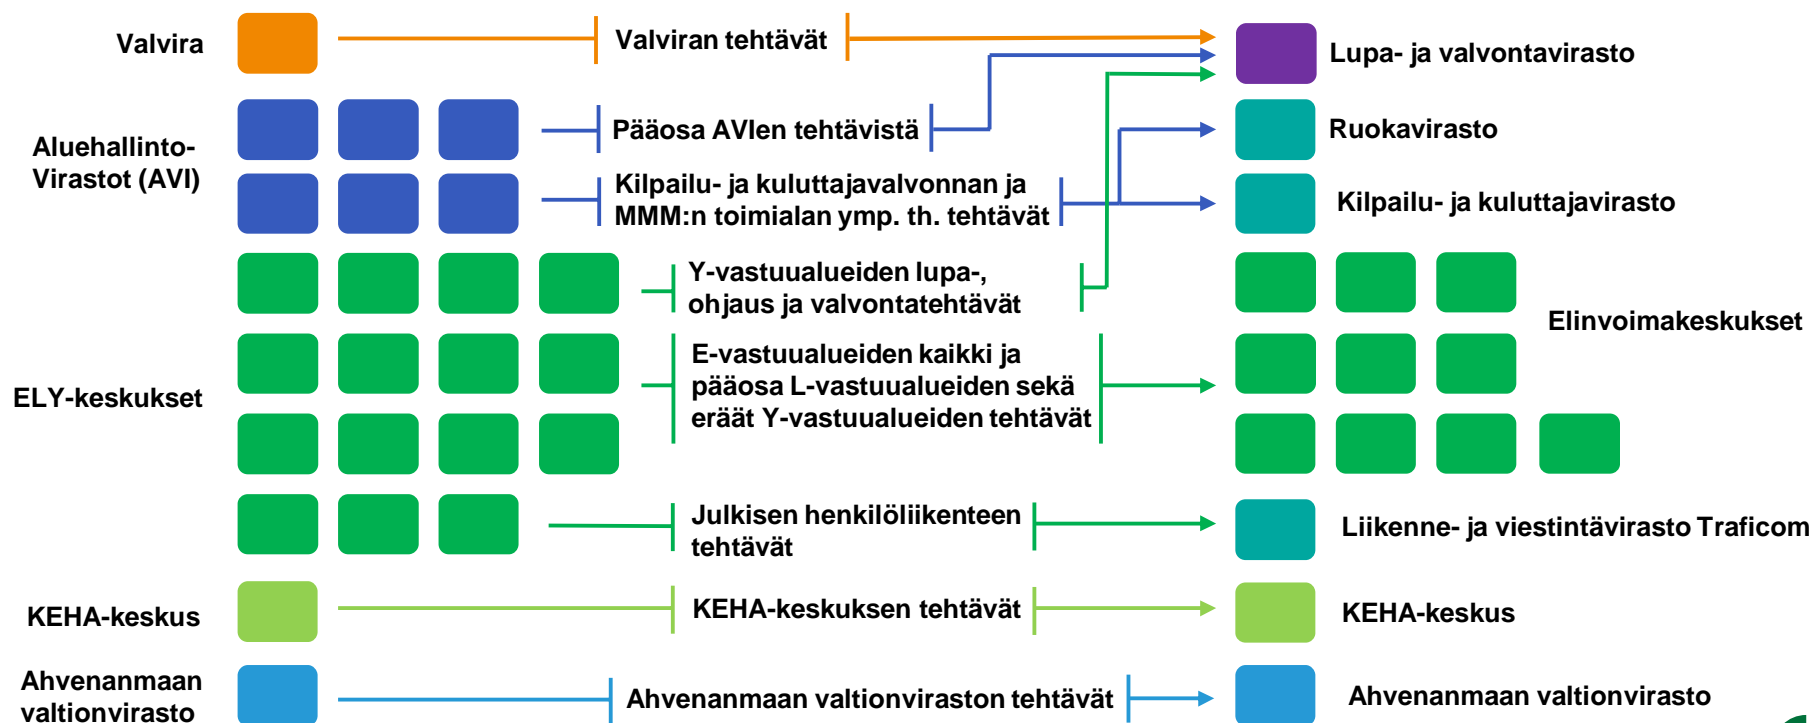 Valvira
Valviran tehtävät
Lupa- ja valvontavirasto
Aluehallinto-
Virastot (AVI)
Pääosa AVIen tehtävistä
Ruokavirasto
Kilpailu- ja kuluttajavalvonnan ja
MMM:n toimialan ymp. th. tehtävät
Kilpailu- ja kuluttajavirasto
ELY-keskukset
Y-vastuualueiden lupa-,
ohjaus ja valvontatehtävät
E-vastuualueiden kaikki ja
pääosa L-vastuualueiden sekä
eräät Y-vastuualueiden tehtävät
Elinvoimakeskukset
Julkisen henkilöliikenteen
tehtävät
Liikenne- ja viestintävirasto Traficom
KEHA-keskus
KEHA-keskuksen tehtävät
KEHA-keskus
Ahvenanmaan
valtionvirasto
Ahvenanmaan valtionviraston tehtävät
Ahvenanmaan valtionvirasto